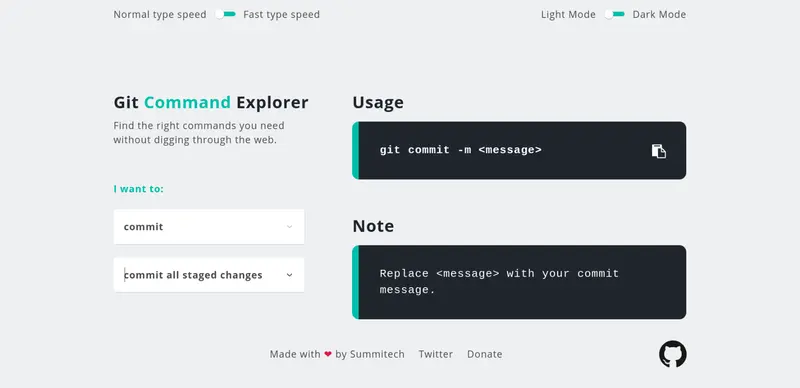 Normal type speed Fast type speed Light Mode Dark Mode
Git Command Explorer
Find the right commands you need
without digging through the web.
I want to:
commit
commit all staged changes
Usage
git commit -m <message>
Note
Replace <message> with your commit
message.
Made with ❤ by Summitech Twitter Donate